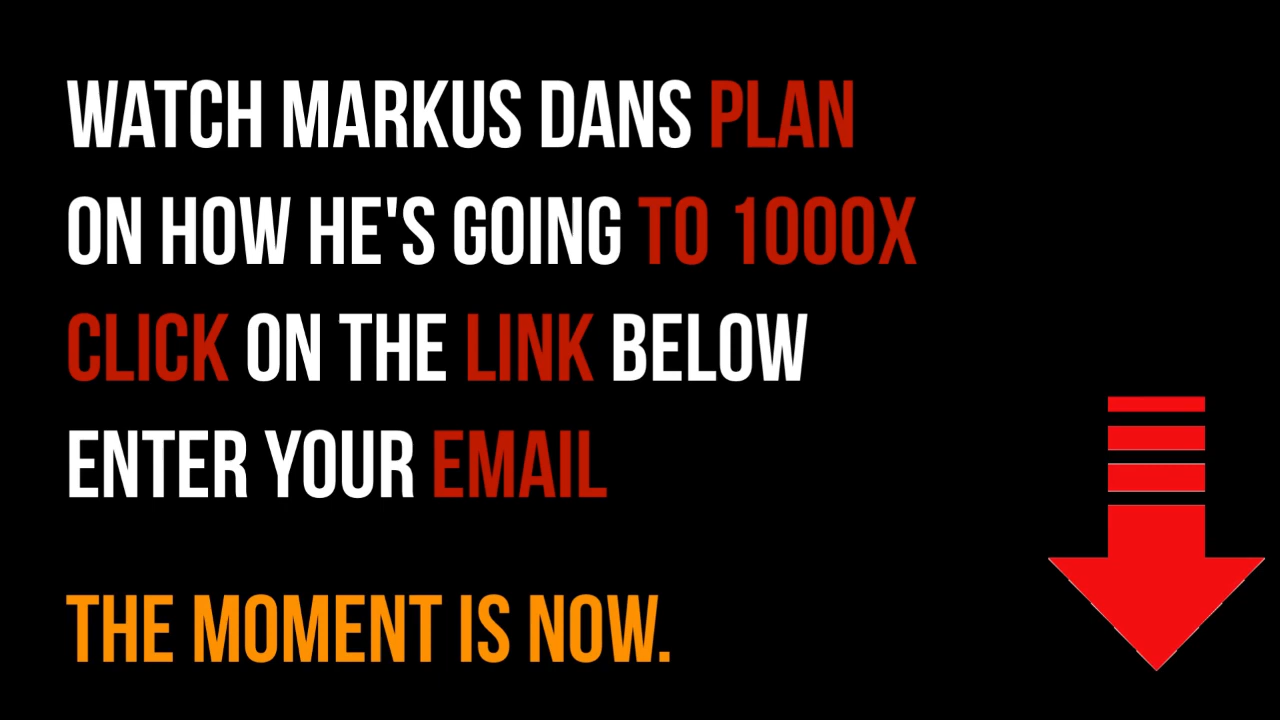 WATCH MARKUS DANS PLAN
ON HOW HE'S GOING TO 1000X
CLICK ON THE LINK BELOW
ENTER YOUR EMAIL
THE MOMENT IS NOW.